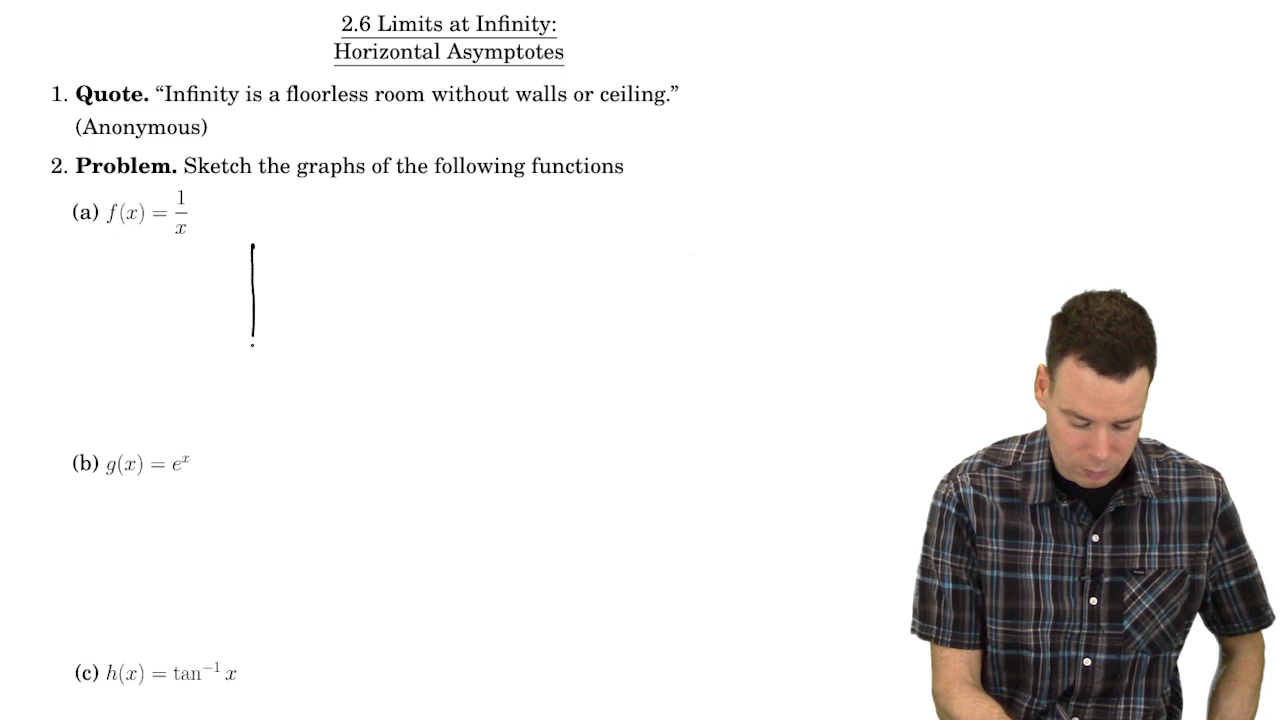 2.6 Limits at Infinity:
Horizontal Asymptotes
1. Quote. “Infinity is a floorless room without walls or ceiling.”
(Anonymous)
2. Problem. Sketch the graphs of the following functions
(a) f(x) = 1/x
(b) g(x) = eˣ
(c) h(x) = tan⁻¹ x